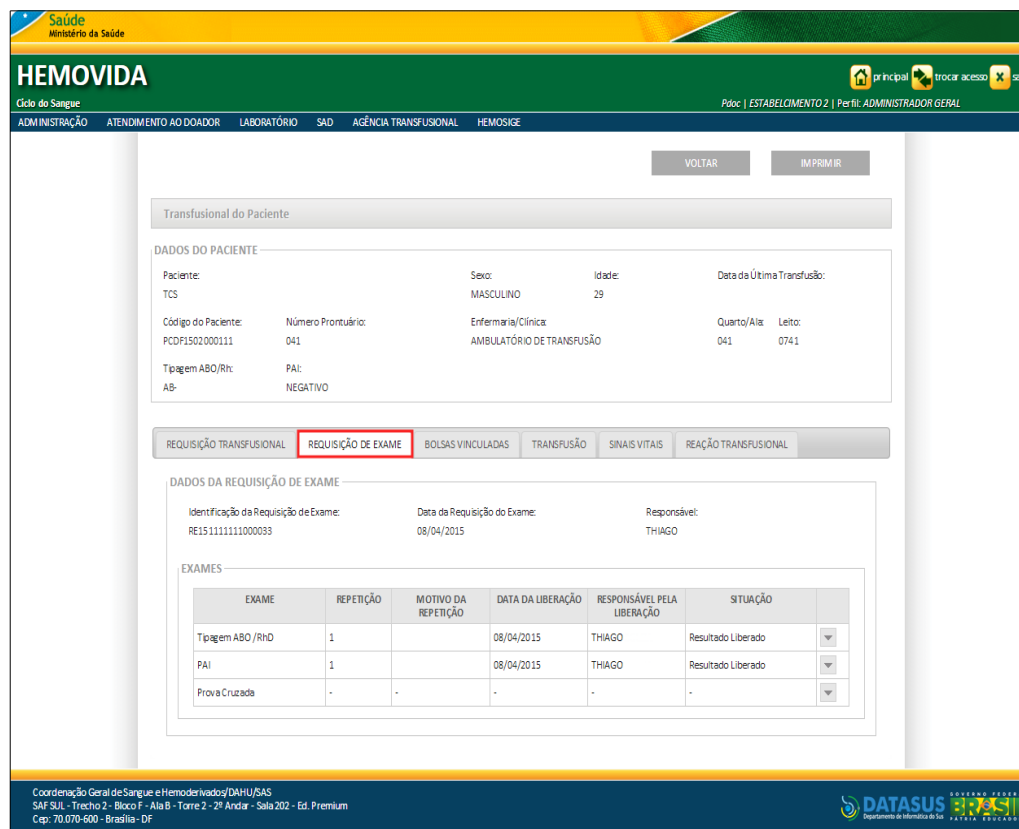 Saúde
Ministério da Saúde
HEMOVIDA
principal trocar acesso
Ciclo do Sangue
Pdoc | ESTABELCIMENTO 2 | Perfil: ADMINISTRADOR GERAL
ADMINISTRAÇÃO ATENDIMENTO AO DOADOR LABORATÓRIO SAD AGÊNCIA TRANSFUSIONAL HEMOSIGE
VOLTAR IMPRIMIR
Transfusional do Paciente
DADOS DO PACIENTE
Paciente: Sexo: Idade: Data da Última Transfusão:
TCS MASCULINO 29
Código do Paciente: Número Prontuário: Enfermaria/Clínica: Quarto/Ala: Leito:
PCDF1502000111 041 AMBULATÓRIO DE TRANSFUSÃO 041 0741
Tipagem ABO/Rh: PAI:
AB- NEGATIVO
REQUISIÇÃO TRANSFUSIONAL REQUISIÇÃO DE EXAME BOLSAS VINCULADAS TRANSFUSÃO SINAIS VITAIS REAÇÃO TRANSFUSIONAL
DADOS DA REQUISIÇÃO DE EXAME
Identificação da Requisição de Exame: Data da Requisição do Exame: Responsável:
RE151111111000033 08/04/2015 THIAGO
EXAMES
EXAME REPETIÇÃO MOTIVO DA REPETIÇÃO DATA DA LIBERAÇÃO RESPONSÁVEL PELA LIBERAÇÃO SITUAÇÃO
Tipagem ABO /RhD 1 08/04/2015 THIAGO Resultado Liberado
PAI 1 08/04/2015 THIAGO Resultado Liberado
Prova Cruzada - - - - -
Coordenação Geral de Sangue e Hemoderivados/DAHU/SAS
SAF SUL - Trecho 2 - Bloco F - Ala B - Torre 2 - 2º Andar - Sala 202 - Ed. Premium
Cep: 70.070-600 - Brasília - DF
DATASUS
Departamento de Informática do Sus
GOVERNO
BRASIL
PÁTRIA